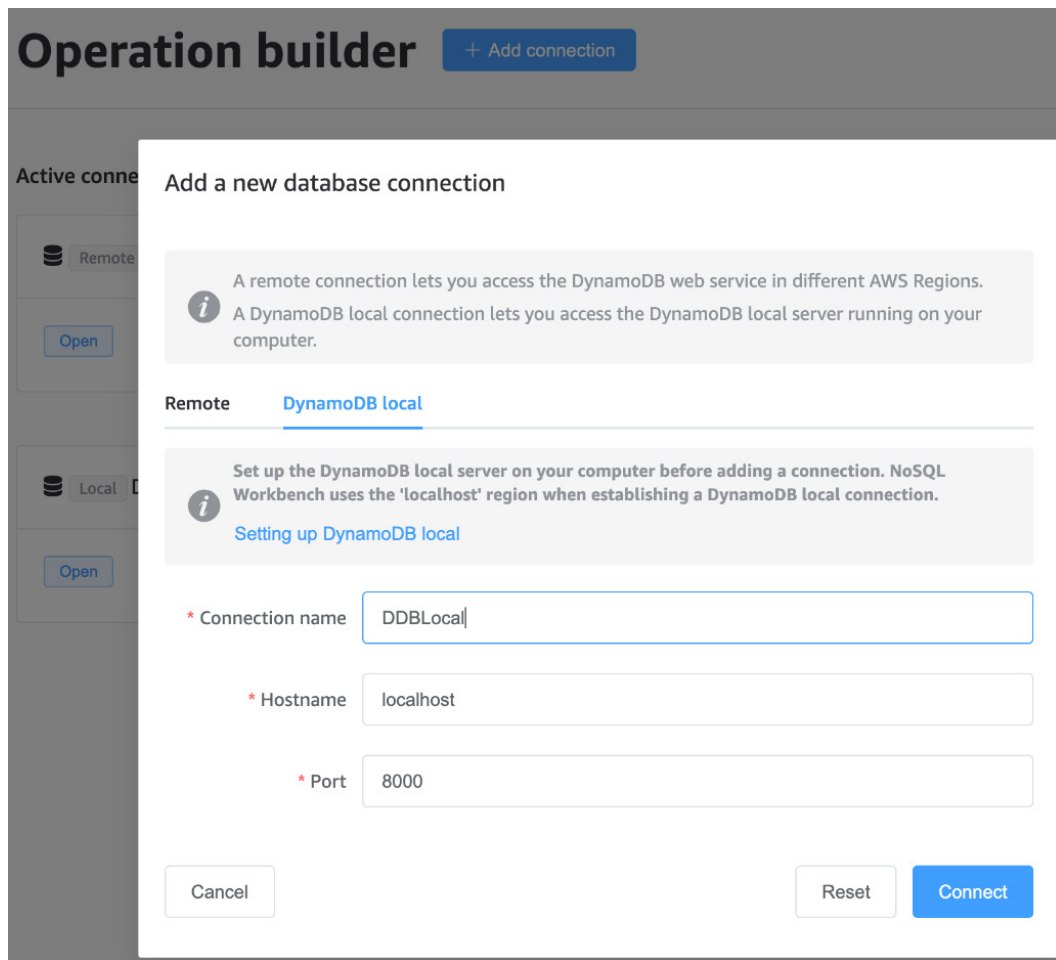 Operation builder
+ Add connection
Active conne
Add a new database connection
Remote
A remote connection lets you access the DynamoDB web service in different AWS Regions.
A DynamoDB local connection lets you access the DynamoDB local server running on your
computer.
Open
Remote
DynamoDB local
Set up the DynamoDB local server on your computer before adding a connection. NoSQL
Workbench uses the 'localhost' region when establishing a DynamoDB local connection.
Local
Setting up DynamoDB local
Open
* Connection name
DDBLocal
* Hostname
localhost
* Port
8000
Cancel
Reset
Connect